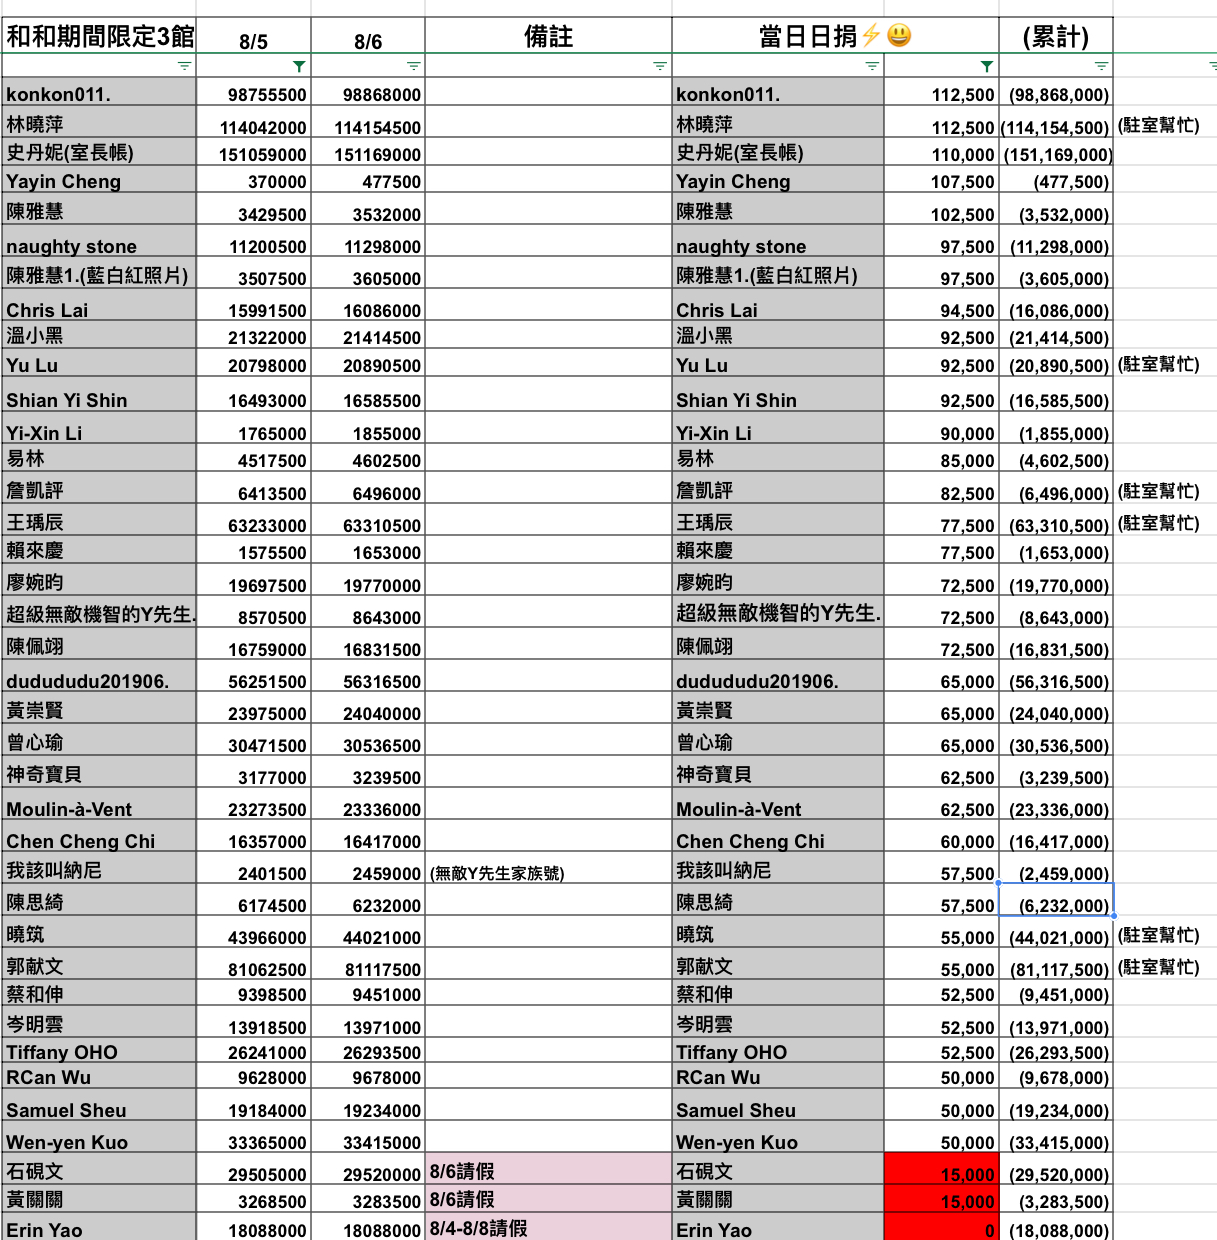 和和期間限定3館 8/5 8/6 備註 當日日捐⚡😃 (累計)
konkon011. 98755500 98868000 konkon011. 112,500 (98,868,000)
林曉萍 114042000 114154500 林曉萍 112,500 (114,154,500) (駐室幫忙)
史丹妮(室長帳) 151059000 151169000 史丹妮(室長帳) 110,000 (151,169,000)
Yayin Cheng 370000 477500 Yayin Cheng 107,500 (477,500)
陳雅慧 3429500 3532000 陳雅慧 102,500 (3,532,000)
naughty stone 11200500 11298000 naughty stone 97,500 (11,298,000)
陳雅慧1.(藍白紅照片) 3507500 3605000 陳雅慧1.(藍白紅照片) 97,500 (3,605,000)
Chris Lai 15991500 16086000 Chris Lai 94,500 (16,086,000)
溫小黑 21322000 21414500 溫小黑 92,500 (21,414,500)
Yu Lu 20798000 20890500 Yu Lu 92,500 (20,890,500) (駐室幫忙)
Shian Yi Shin 16493000 16585500 Shian Yi Shin 92,500 (16,585,500)
Yi-Xin Li 1765000 1855000 Yi-Xin Li 90,000 (1,855,000)
易林 4517500 4602500 易林 85,000 (4,602,500)
詹凱評 6413500 6496000 詹凱評 82,500 (6,496,000) (駐室幫忙)
王瑀辰 63233000 63310500 王瑀辰 77,500 (63,310,500) (駐室幫忙)
賴來慶 1575500 1653000 賴來慶 77,500 (1,653,000)
廖婉昀 19697500 19770000 廖婉昀 72,500 (19,770,000)
超級無敵機智的Y先生. 8570500 8643000 超級無敵機智的Y先生. 72,500 (8,643,000)
陳佩翊 16759000 16831500 陳佩翊 72,500 (16,831,500)
dudududu201906. 56251500 56316500 dudududu201906. 65,000 (56,316,500)
黃崇賢 23975000 24040000 黃崇賢 65,000 (24,040,000)
曾心瑜 30471500 30536500 曾心瑜 65,000 (30,536,500)
神奇寶貝 3177000 3239500 神奇寶貝 62,500 (3,239,500)
Moulin-à-Vent 23273500 23336000 Moulin-à-Vent 62,500 (23,336,000)
Chen Cheng Chi 16357000 16417000 Chen Cheng Chi 60,000 (16,417,000)
我該叫納尼 2401500 2459000 (無敵Y先生家族號) 我該叫納尼 57,500 (2,459,000)
陳思綺 6174500 6232000 陳思綺 57,500 (6,232,000)
曉筑 43966000 44021000 曉筑 55,000 (44,021,000) (駐室幫忙)
郭献文 81062500 81117500 郭献文 55,000 (81,117,500) (駐室幫忙)
蔡和伸 9398500 9451000 蔡和伸 52,500 (9,451,000)
岑明雲 13918500 13971000 岑明雲 52,500 (13,971,000)
Tiffany OHO 26241000 26293500 Tiffany OHO 52,500 (26,293,500)
RCan Wu 9628000 9678000 RCan Wu 50,000 (9,678,000)
Samuel Sheu 19184000 19234000 Samuel Sheu 50,000 (19,234,000)
Wen-yen Kuo 33365000 33415000 Wen-yen Kuo 50,000 (33,415,000)
石硯文 29505000 29520000 8/6請假 石硯文 15,000 (29,520,000)
黃關關 3268500 3283500 8/6請假 黃關關 15,000 (3,283,500)
Erin Yao 18088000 18088000 8/4-8/8請假 Erin Yao 0 (18,088,000)